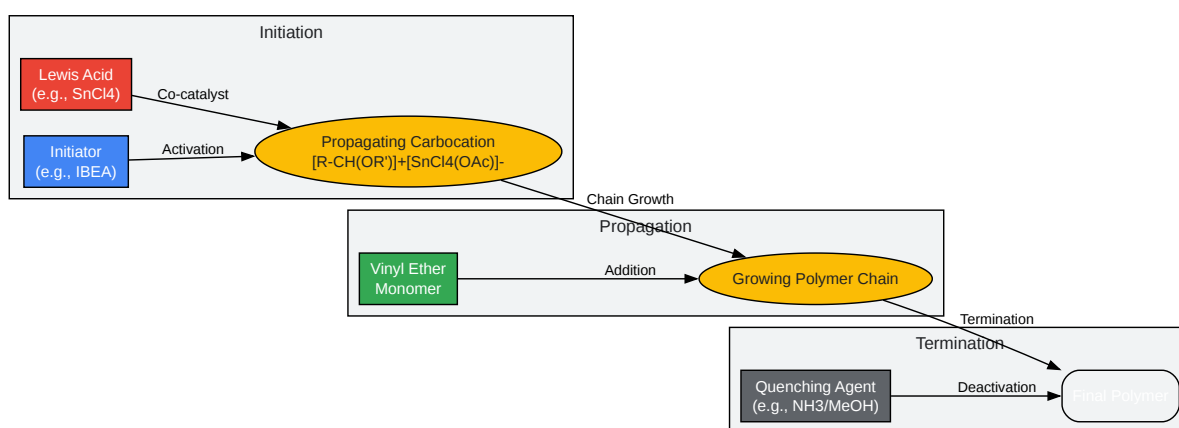 Initiation
Lewis Acid
(e.g., SnCl4)
Co-catalyst
Initiator
(e.g., IBEA)
Activation
Propagating Carbocation
[R-CH(OR')]+[SnCl4(OAc)]-
Chain Growth
Propagation
Vinyl Ether
Monomer
Addition
Growing Polymer Chain
Termination
Termination
Quenching Agent
(e.g., NH3/MeOH)
Deactivation
Final Polymer